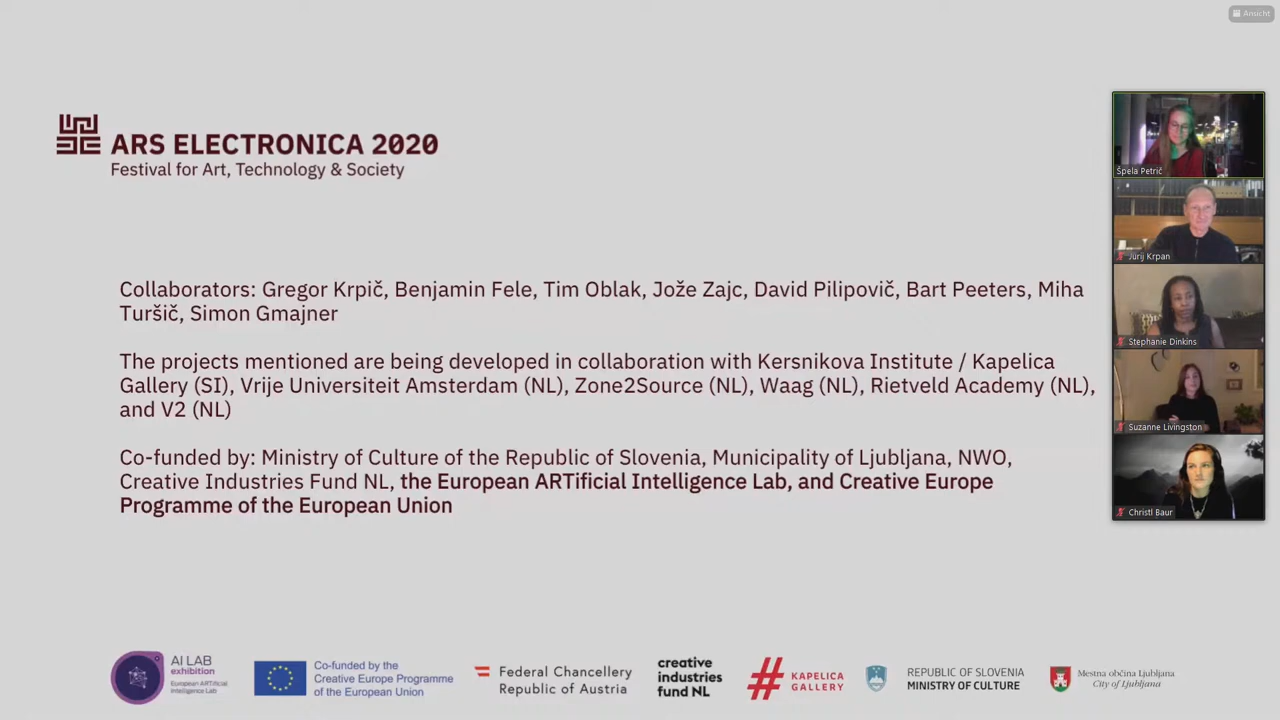 Ansicht
ARS ELECTRONICA 2020
Festival for Art, Technology & Society
Collaborators: Gregor Krpič, Benjamin Fele, Tim Oblak, Jože Zajc, David Pilipovič, Bart Peeters, Miha
Turšič, Simon Gmajner
The projects mentioned are being developed in collaboration with Kersnikova Institute / Kapelica
Gallery (SI), Vrije Universiteit Amsterdam (NL), Zone2Source (NL), Waag (NL), Rietveld Academy (NL),
and V2 (NL)
Co-funded by: Ministry of Culture of the Republic of Slovenia, Municipality of Ljubljana, NWO,
Creative Industries Fund NL, the European ARTificial Intelligence Lab, and Creative Europe
Programme of the European Union
Špela Petrič
Jurij Krpan
Stephanie Dinkins
Suzanne Livingston
Christl Baur
AI LAB
exhibition
European ARTificial
Intelligence Lab
Co-funded by the
Creative Europe Programme
of the European Union
Federal Chancellery
Republic of Austria
creative
industries
fund NL
KAPELICA
GALLERY
REPUBLIC OF SLOVENIA
MINISTRY OF CULTURE
Mestna občina Ljubljana
City of Ljubljana